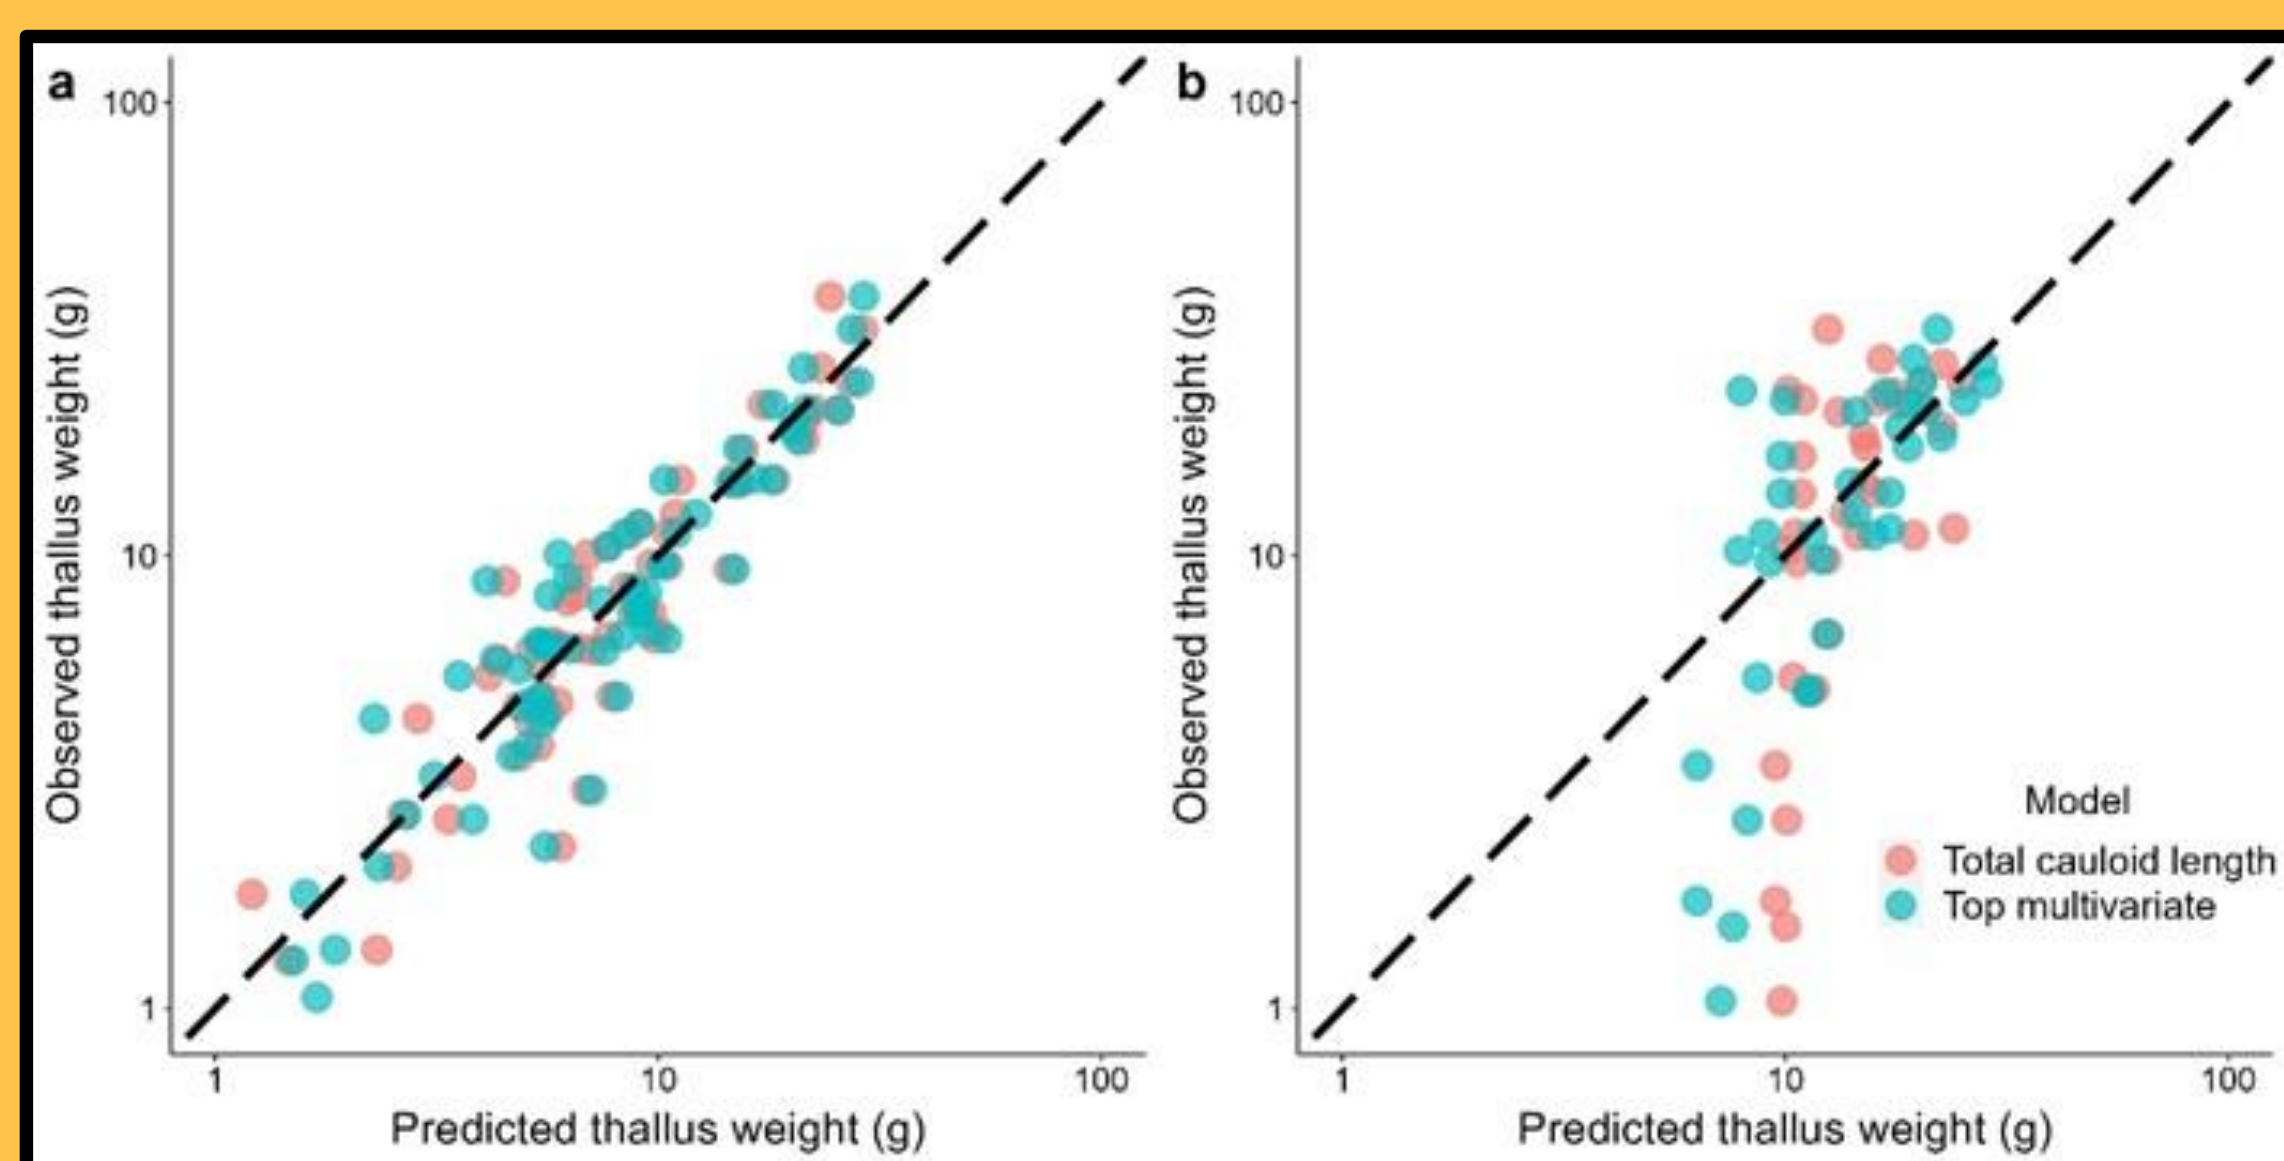 a
100
10
1
1
10
100
Observed thallus weight (g)
Predicted thallus weight (g)
b
100
10
1
1
10
100
Observed thallus weight (g)
Predicted thallus weight (g)
Model
Total cauloid length
Top multivariate